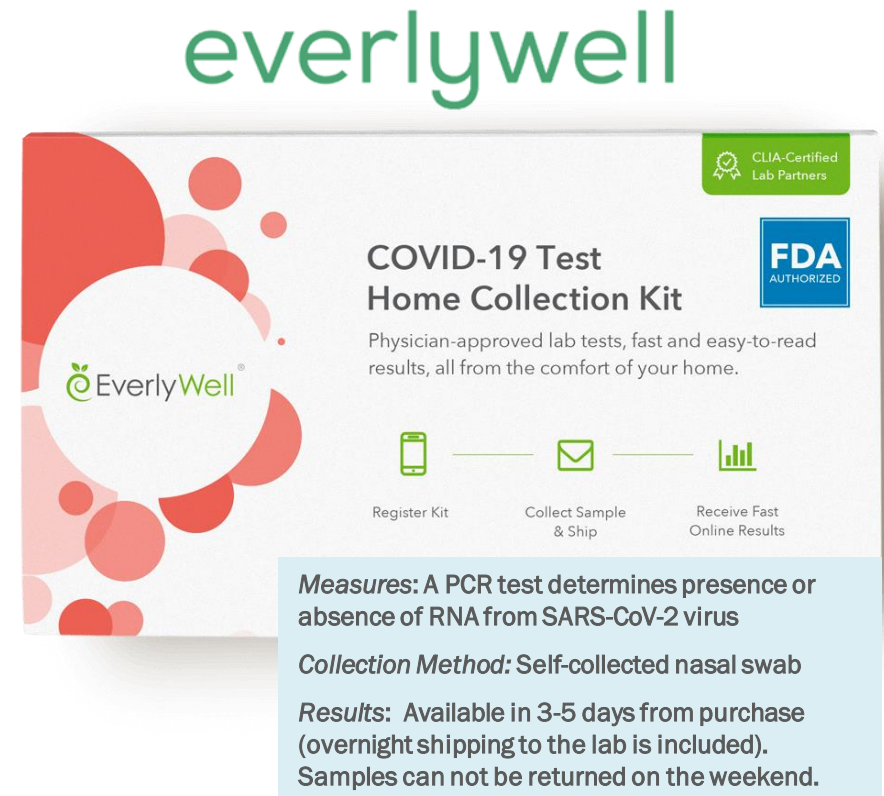 everlywell
CLIA-Certified
Lab Partners
COVID-19 Test
Home Collection Kit
FDA
AUTHORIZED
Physician-approved lab tests, fast and easy-to-read
results, all from the comfort of your home.
EverlyWell®
Register Kit
Collect Sample
& Ship
Receive Fast
Online Results
Measures: A PCR test determines presence or
absence of RNA from SARS-CoV-2 virus
Collection Method: Self-collected nasal swab
Results:  Available in 3-5 days from purchase
(overnight shipping to the lab is included).
Samples can not be returned on the weekend.